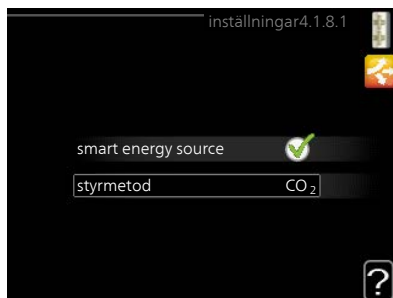 inställningar4.1.8.1
smart energy source
styrmetod CO₂
?